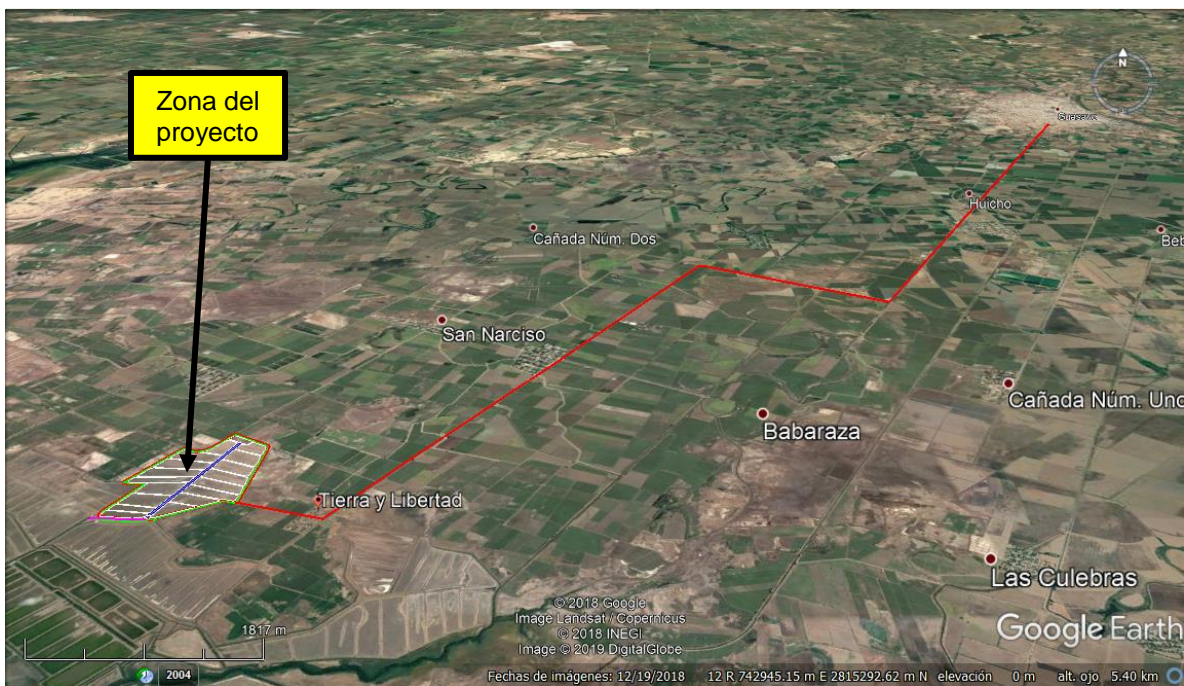 Zona del
proyecto
N
Guasave
Huicho
Cañada Núm. Dos
Beb
San Narciso
Cañada Núm. Uno
Babaraza
Tierra y Libertad
Las Culebras
© 2018 Google
Image Landsat / Copernicus
© 2018 INEGI
Image © 2019 DigitalGlobe
Google Earth
1817 m
2004
Fechas de imágenes: 12/19/2018 12 R 742945.15 m E 2815292.62 m N elevación 0 m alt. ojo 5.40 km